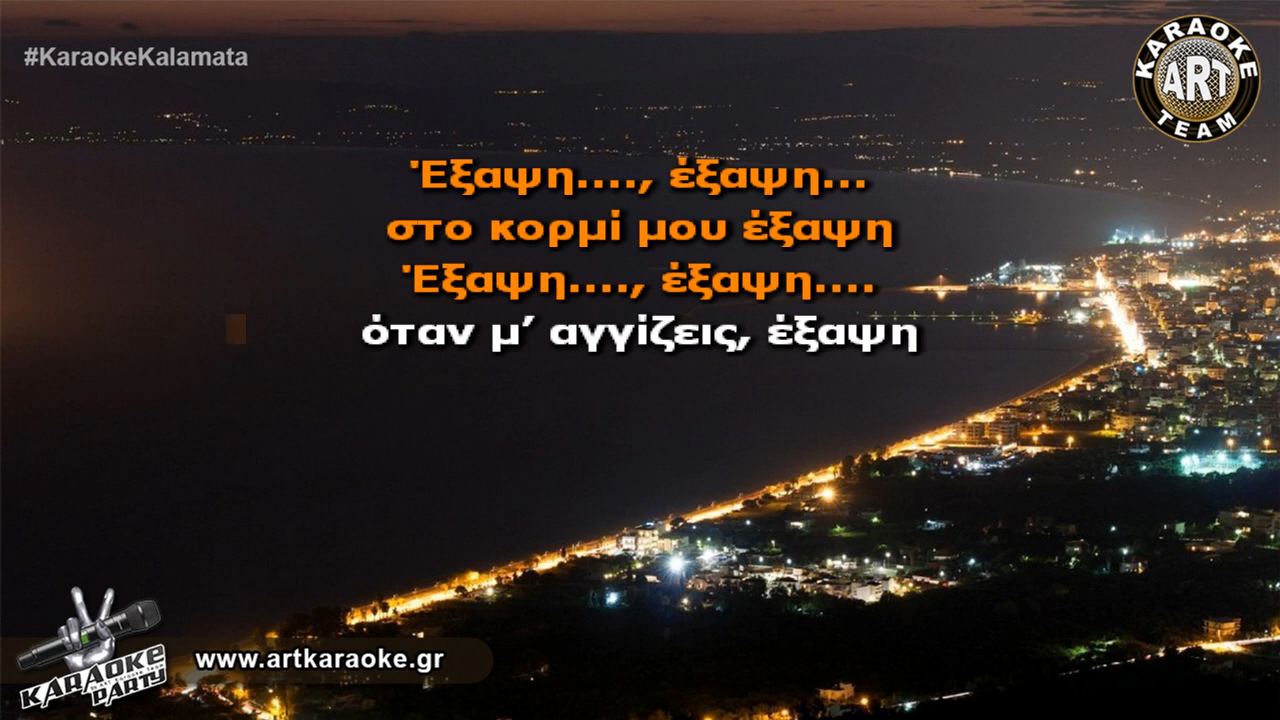 #KaraokeKalamata
KARAOKE
ART
TEAM
Έξαψη...., έξαψη...
στο κορμί μου έξαψη
Έξαψη...., έξαψη....
όταν μ’ αγγίζεις, έξαψη
KARAOKE
PARTY
www.artkaraoke.gr